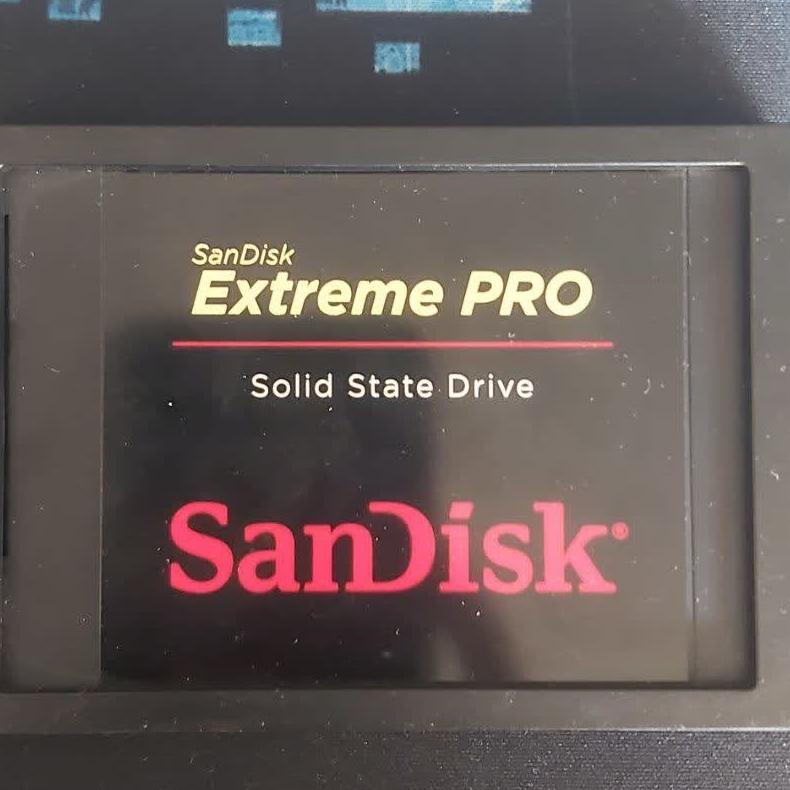 SanDisk
Extreme PRO
Solid State Drive
SanDisk®